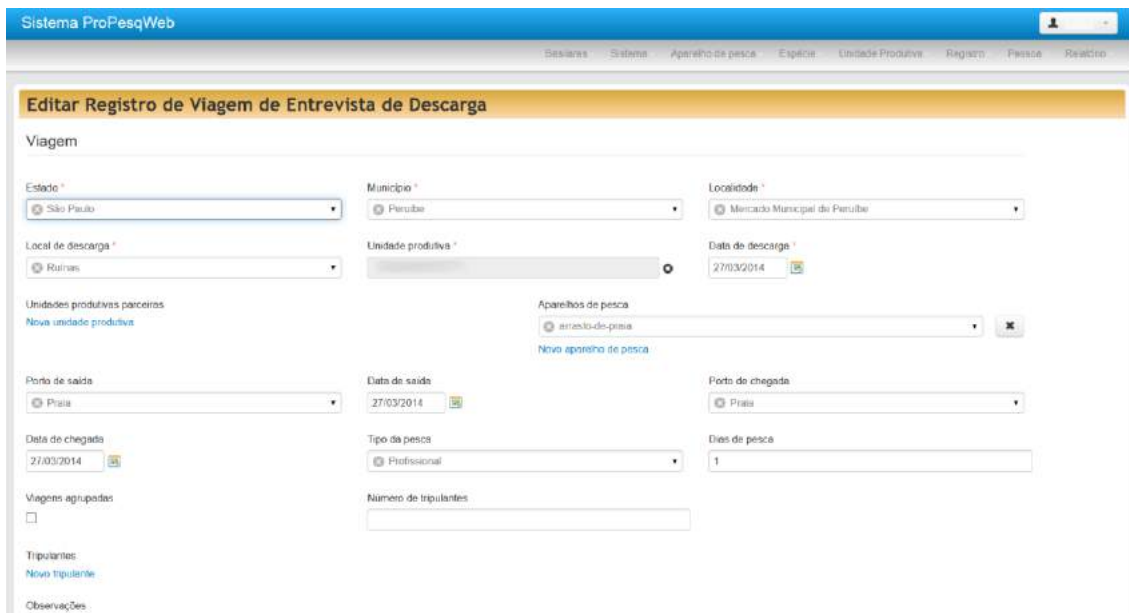 Sistema ProPesqWeb
Sistema Aparelho de pesca Espécie Unidade Produtiva Registro Pessoa Relatório
Editar Registro de Viagem de Entrevista de Descarga
Viagem
Estado * Município * Localidade *
São Paulo Peruíbe Mercado Municipal de Peruíbe
Local de descarga * Unidade produtiva * Data de descarga *
Ruínas 27/03/2014
Unidades produtivas parceiras Aparelhos de pesca
Nova unidade produtiva arrasto-de-praia
Novo aparelho de pesca
Porto de saída Data de saída Porto de chegada
Praia 27/03/2014 Praia
Data de chegada Tipo da pesca Dias de pesca
27/03/2014 Profissional 1
Viagens agrupadas Número de tripulantes
Tripulantes
Novo tripulante
Observações